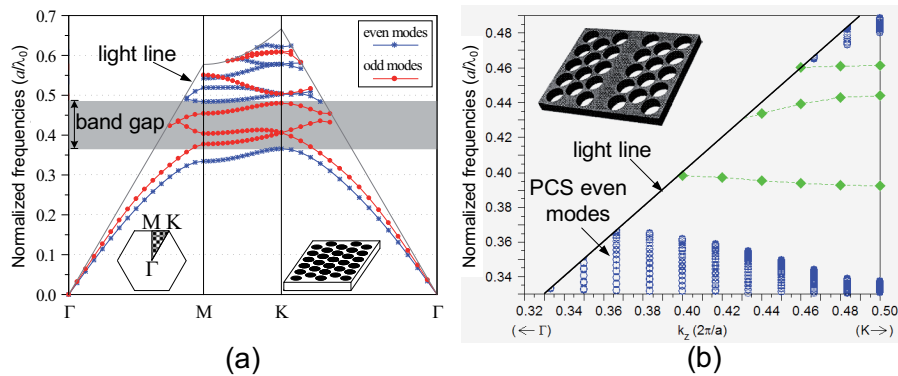 Normalized frequencies (a/λ0)
0.7
0.6
0.5
0.4
0.3
0.2
0.1
0.0
light line
even modes
odd modes
band gap
M K
Γ
Γ
M
K
Γ
(a)
Normalized frequencies (a/λ0)
0.48
0.46
0.44
0.42
0.40
0.38
0.36
0.34
light line
PCS even
modes
0.32
0.34
0.36
0.38
0.40
0.42
0.44
0.46
0.48
0.50
(← Γ)
kz (2π/a)
(K→)
(b)